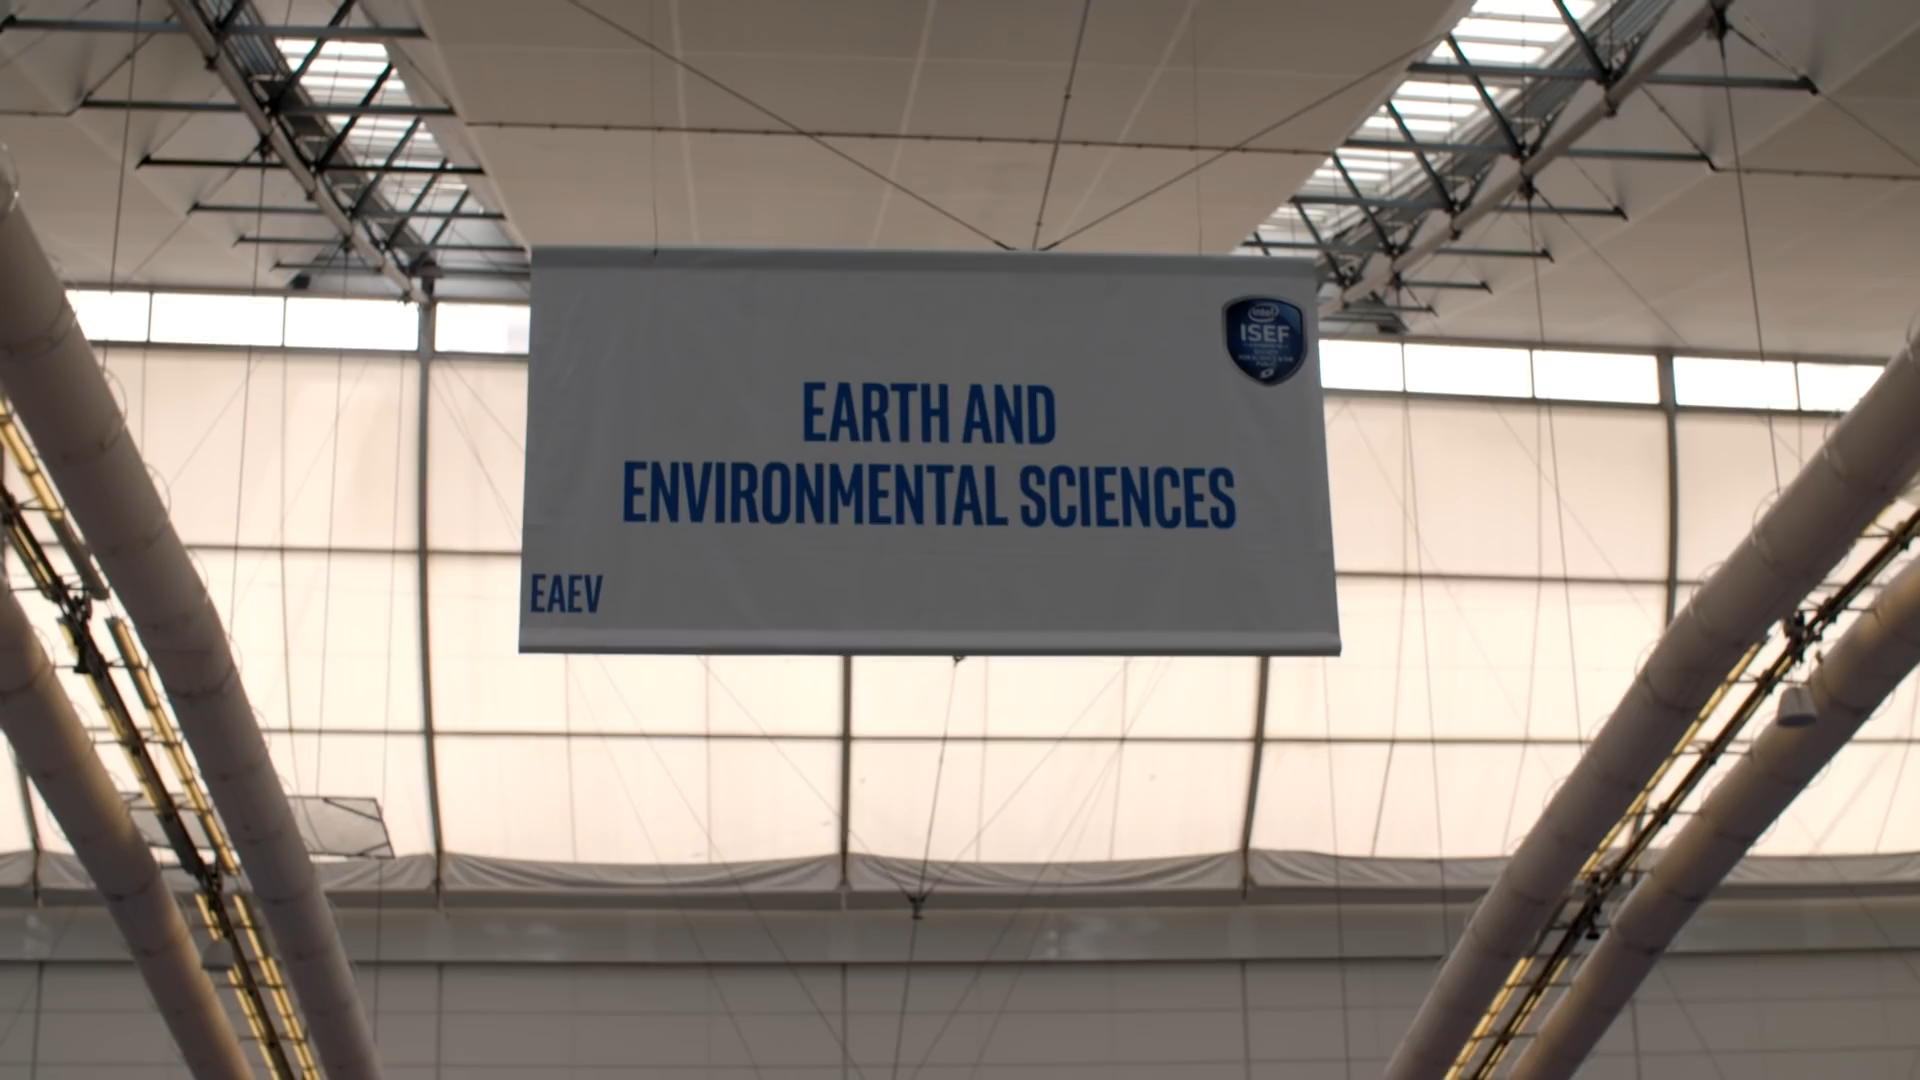 intel
ISEF
EARTH AND
ENVIRONMENTAL SCIENCES
EAEV